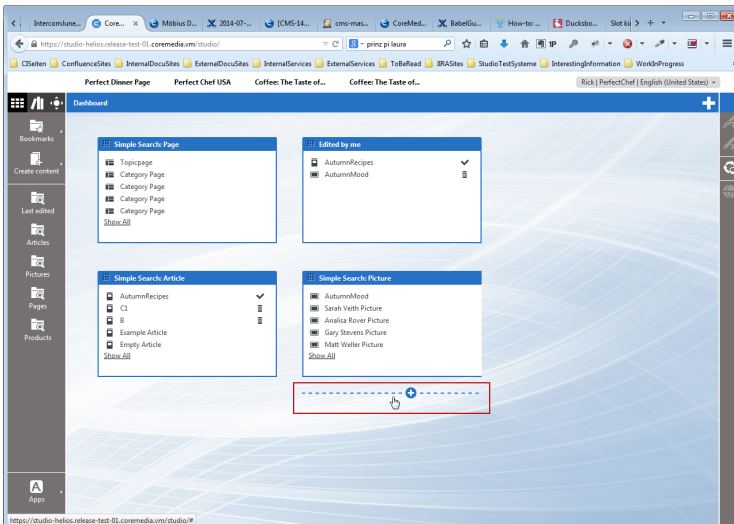 IntercomJune...
Core...
Mobius D...
2014-07-...
[CMS-14...
cms-mas...
CoreMed...
BabelGu...
How-to: ...
Ducksbo...
Slot ki
https://studio-helios.release-test-01.coremedia.vm/studio/
prinz pi laura
1P
CISeiten
ConfluenceSites
InternalDocuSites
ExternalDocuSites
InternalServices
ExternalServices
ToBeRead
JIRASites
StudioTestSysteme
InterestingInformation
WorkInProgress
Perfect Dinner Page
Perfect Chef USA
Coffee: The Taste of...
Coffee: The Taste of...
Rick | PerfectChef | English (United States)
Dashboard
Bookmarks
Create content
Last edited
Articles
Pictures
Pages
Products
Apps
Simple Search: Page
Topicpage
Category Page
Category Page
Category Page
Category Page
Show All
Edited by me
AutumnRecipes
AutumnMood
Simple Search: Article
AutumnRecipes
C1
B
Example Article
Empty Article
Show All
Simple Search: Picture
AutumnMood
Sarah Veith Picture
Analisa Rover Picture
Gary Stevens Picture
Matt Weller Picture
Show All
https://studio-helios.release-test-01.coremedia.vm/studio/#